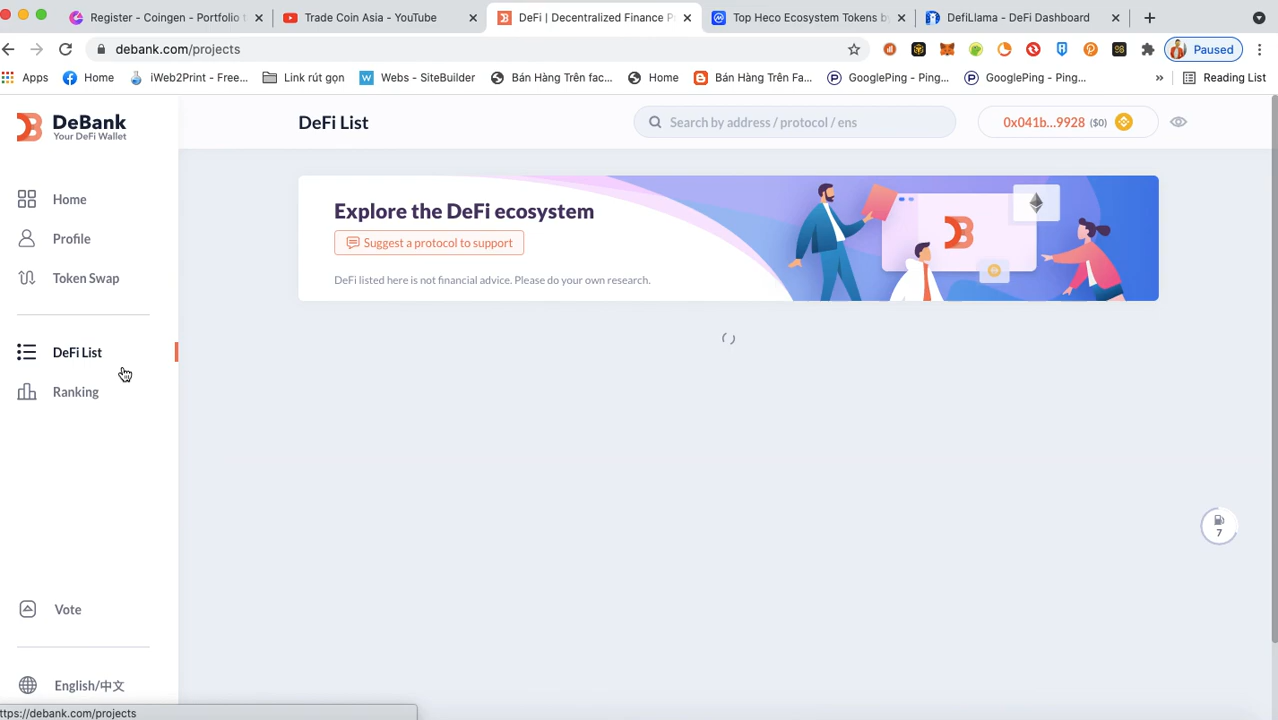 Register - Coingen - Portfolio t
Trade Coin Asia - YouTube
DeFi | Decentralized Finance P
Top Heco Ecosystem Tokens by
DefiLlama - DeFi Dashboard
debank.com/projects
Paused
Apps
Home
iWeb2Print - Free...
Link rút gọn
Webs - SiteBuilder
Bán Hàng Trên fac...
Home
Bán Hàng Trên Fa...
GooglePing - Ping...
GooglePing - Ping...
»
Reading List
DeBank
Your DeFi Wallet
DeFi List
Search by address / protocol / ens
0x041b...9928 ($0)
Home
Profile
Token Swap
DeFi List
Ranking
Vote
English/中文
Explore the DeFi ecosystem
Suggest a protocol to support
DeFi listed here is not financial advice. Please do your own research.
7
ttps://debank.com/projects